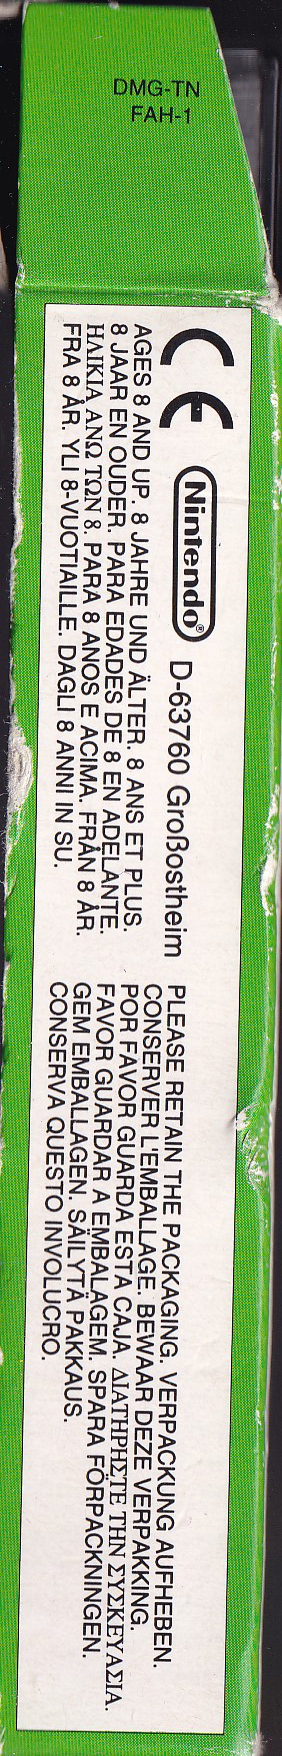 DMG-TN
FAH-1
CE
Nintendo® D-63760 Großostheim
AGES 8 AND UP. 8 JAHRE UND ÄLTER. 8 ANS ET PLUS.
8 JAAR EN OUDER. PARA EDADES DE 8 EN ADELANTE.
ΗΛΙΚΙΑ ΑΝΩ ΤΩΝ 8. PARA 8 ANOS E ACIMA. FRÅN 8 ÅR.
FRA 8 ÅR. YLI 8-VUOTIAILLE. DAGLI 8 ANNI IN SU.
PLEASE RETAIN THE PACKAGING. VERPACKUNG AUFHEBEN.
CONSERVER L'EMBALLAGE. BEWAAR DEZE VERPAKKING.
POR FAVOR GUARDA ESTA CAJA. ΔΙΑΤΗΡΗΣΤΕ ΤΗΝ ΣΥΣΚΕΥΑΣΙΑ.
FAVOR GUARDAR A EMBALAGEM. SPARA FÖRPACKNINGEN.
GEM EMBALLAGEN. SÄILYTÄ PAKKAUS.
CONSERVA QUESTO INVOLUCRO.